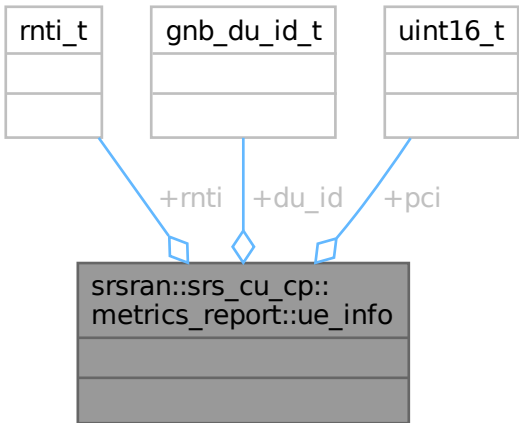 rnti_t
gnb_du_id_t
uint16_t
+rnti
+du_id
+pci
srsran::srs_cu_cp::
metrics_report::ue_info